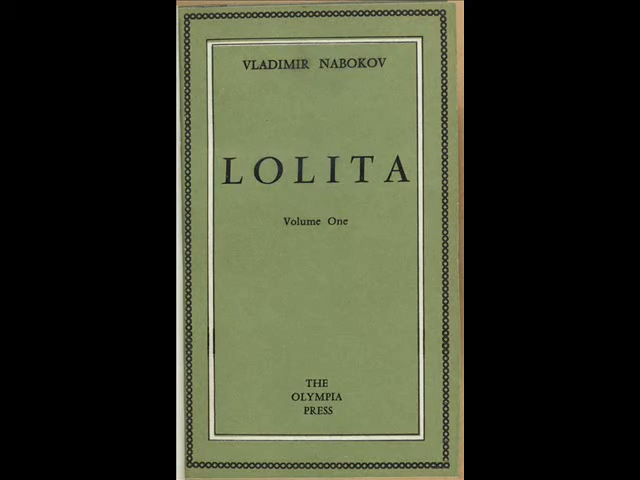 VLADIMIR NABOKOV
LOLITA
Volume One
THE
OLYMPIA
PRESS